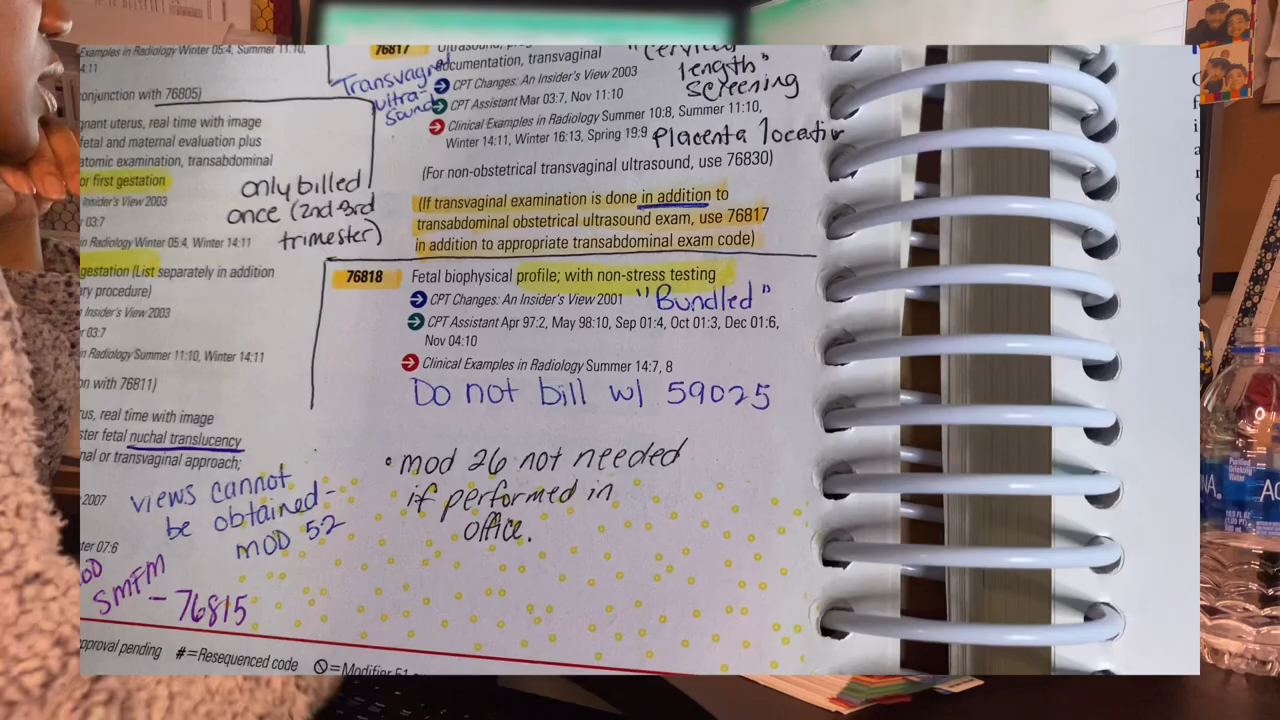 Examples in Radiology Winter 05:4, Summer 11:10,
4:11
onjunction with 76805)
nant uterus, real time with image
fetal and maternal evaluation plus
atomic examination, transabdominal
or first gestation
Insider's View 2003
03:7
n Radiology Winter 05:4, Winter 14:11
gestation (List separately in addition
ry procedure)
Insider's View 2003
03:7
n Radiology Summer 11:10, Winter 14:11
on with 76811)
rus, real time with image
ster fetal nuchal translucency
nal or transvaginal approach;
2007
ter 07:6
only billed
once (2nd-3rd
trimester)
views cannot
be obtained -
MOD 52
SMFM
- 76815
pproval pending #=Resequenced code =Modifier 51
76817
documentation, transvaginal
CPT Changes: An Insider's View 2003
CPT Assistant Mar 03:7, Nov 11:10
Clinical Examples in Radiology Summer 10:8, Summer 11:10,
Winter 14:11, Winter 16:13, Spring 19:9
Transvaginal
ultra-
sound
"Cervical
length"
screening
Placenta location
(For non-obstetrical transvaginal ultrasound, use 76830)
(If transvaginal examination is done in addition to
transabdominal obstetrical ultrasound exam, use 76817
in addition to appropriate transabdominal exam code)
76818 Fetal biophysical profile; with non-stress testing
CPT Changes: An Insider's View 2001 "Bundled"
CPT Assistant Apr 97:2, May 98:10, Sep 01:4, Oct 01:3, Dec 01:6,
Nov 04:10
Clinical Examples in Radiology Summer 14:7, 8
Do not bill w/ 59025
• mod 26 not needed
if performed in
office.
Purified
Drinking
Water